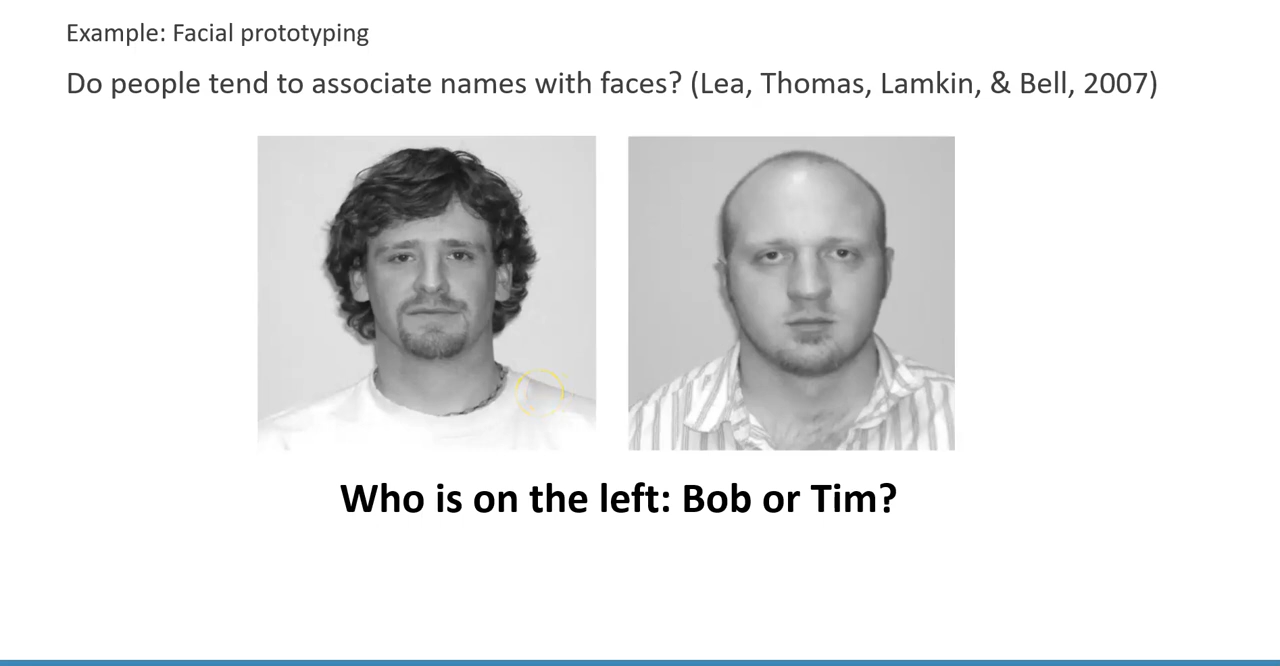 Example: Facial prototyping
Do people tend to associate names with faces? (Lea, Thomas, Lamkin, & Bell, 2007)
Who is on the left: Bob or Tim?